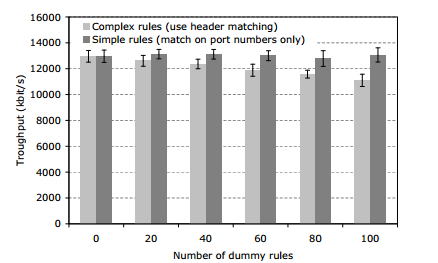 16000
14000
12000
10000
8000
6000
4000
2000
0
Troughput (kbit/s)
Complex rules (use header matching)
Simple rules (match on port numbers only)
0 20 40 60 80 100
Number of dummy rules